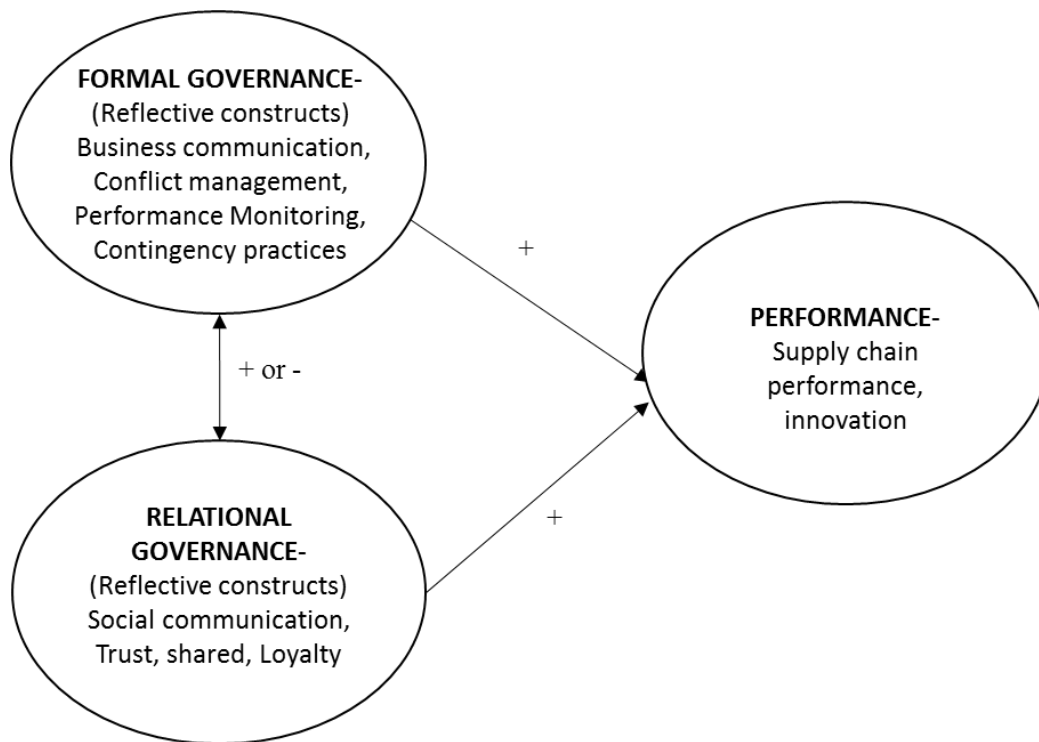 FORMAL GOVERNANCE-
(Reflective constructs)
Business communication,
Conflict management,
Performance Monitoring,
Contingency practices
+
+ or -
PERFORMANCE-
Supply chain
performance,
innovation
+
RELATIONAL
GOVERNANCE-
(Reflective constructs)
Social communication,
Trust, shared, Loyalty